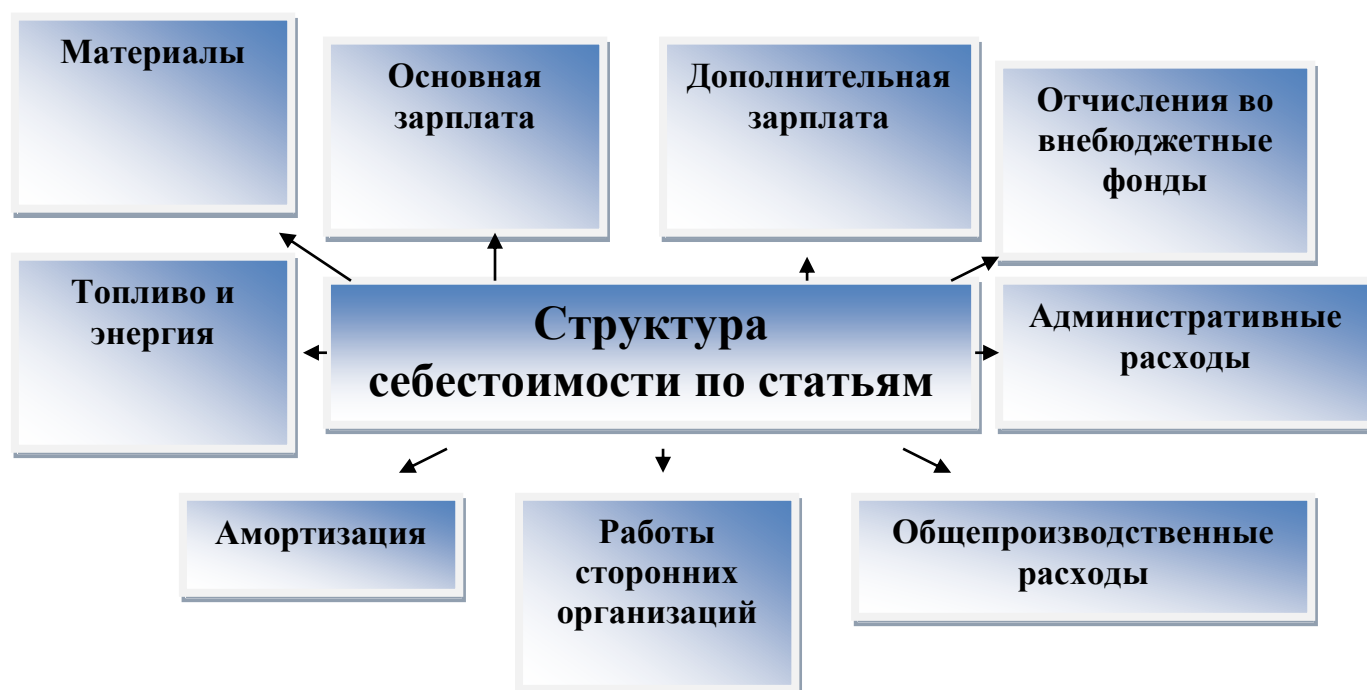 Материалы
Основная
зарплата
Дополнительная
зарплата
Отчисления во
внебюджетные
фонды
Топливо и
энергия
Структура
себестоимости по статьям
Административные
расходы
Амортизация
Работы
сторонних
организаций
Общепроизводственные
расходы